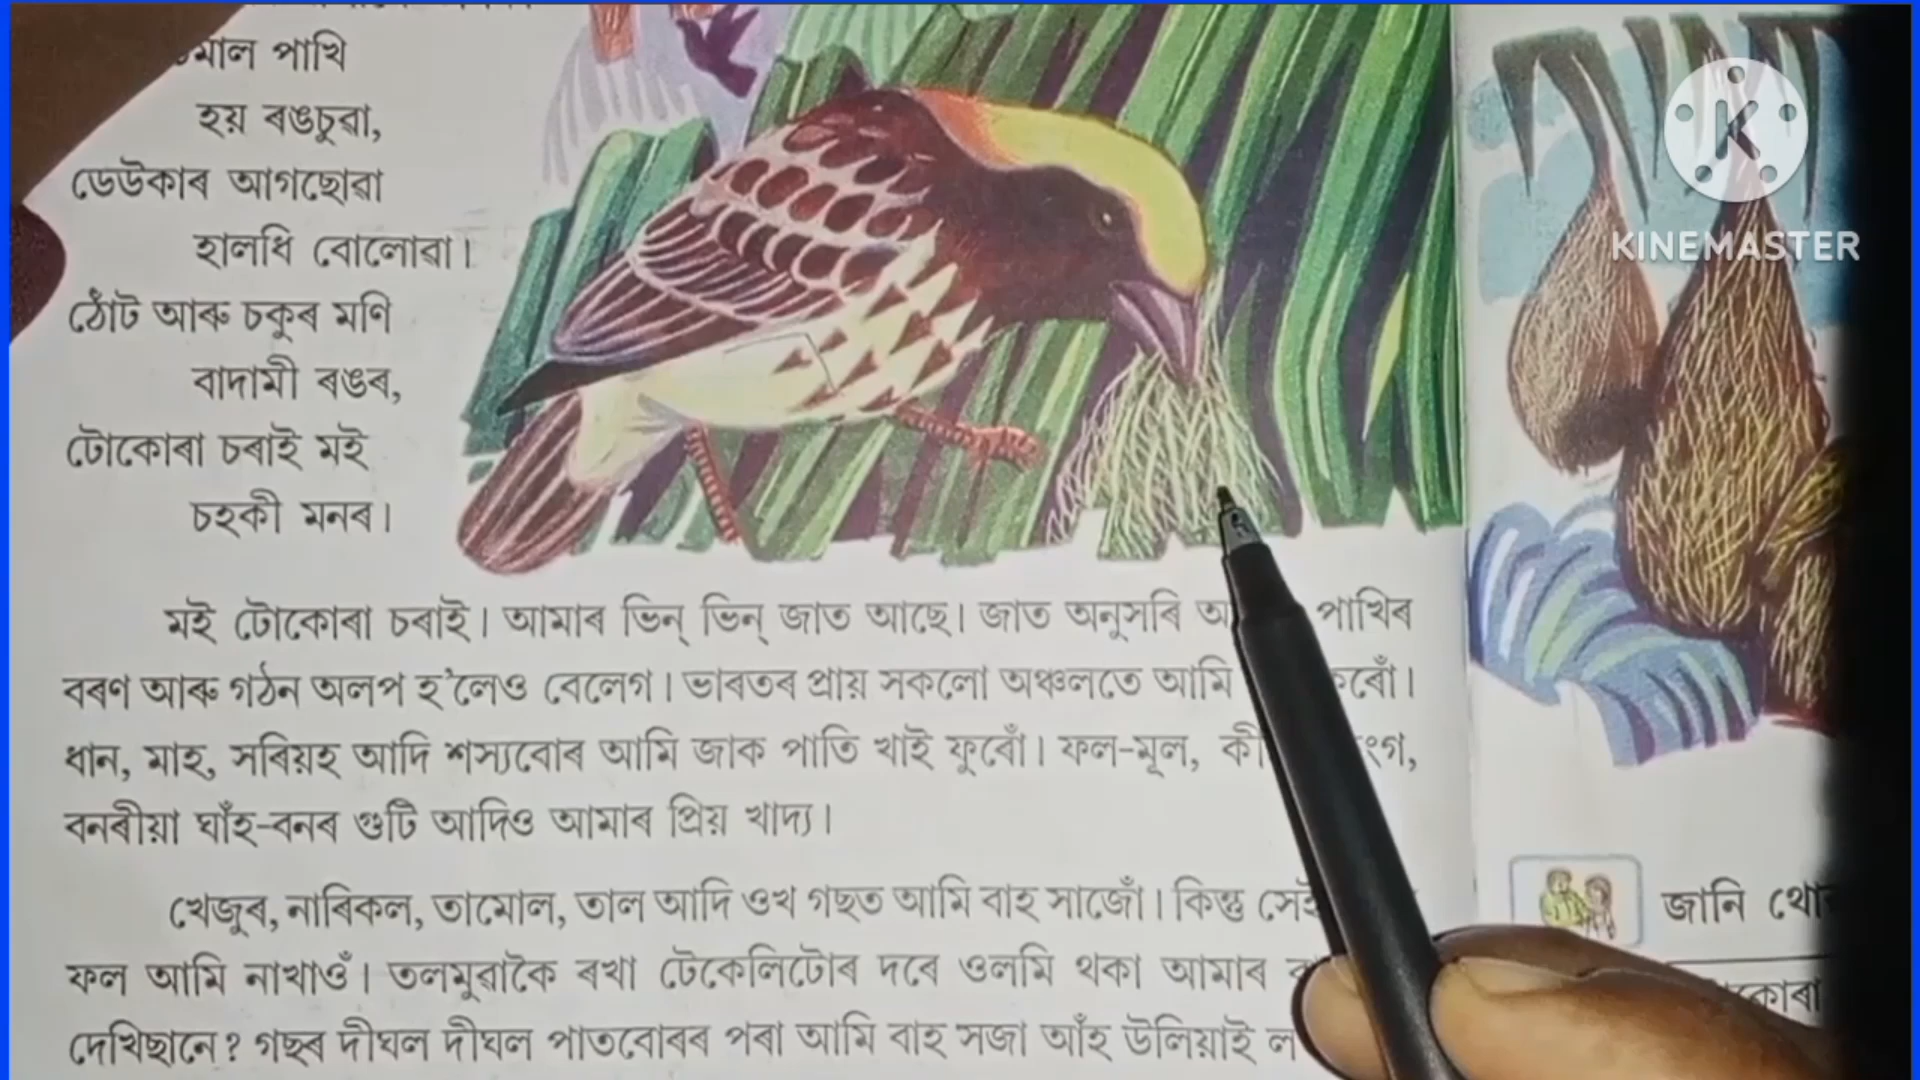 পাখি
হয় ৰঙচুৱা,
ডেউকাৰ আগছোৱা
হালধি বোলোৱা।
ঠোঁট আৰু চকুৰ মণি
বাদামী ৰঙৰ,
টোকোৰা চৰাই মই
চহকী মনৰ।
মই টোকোৰা চৰাই। আমাৰ ভিন্ ভিন্ জাত আছে। জাত অনুসৰি পাখিৰ
বৰণ আৰু গঠন অলপ হ'লেও বেলেগ। ভাৰতৰ প্ৰায় সকলো অঞ্চলতে আমি
ধান, মাহ, সৰিয়হ আদি শস্যবোৰ আমি জাক পাতি খাই ফুৰোঁ। ফল-মূল,
বনৰীয়া ঘাঁহ-বনৰ গুটি আদিও আমাৰ প্ৰিয় খাদ্য।
খেজুৰ, নাৰিকল, তামোল, তাল আদি ওখ গছত আমি বাহ সাজোঁ। কিন্তু সেই
ফল আমি নাখাওঁ। তলমুৱাকৈ ৰখা টেকেলিটোৰ দৰে ওলমি থকা আমাৰ
দেখিছানে? গছৰ দীঘল দীঘল পাতবোৰৰ পৰা আমি বাহ সজা আঁহ উলিয়াই
জানি
KINEMASTER